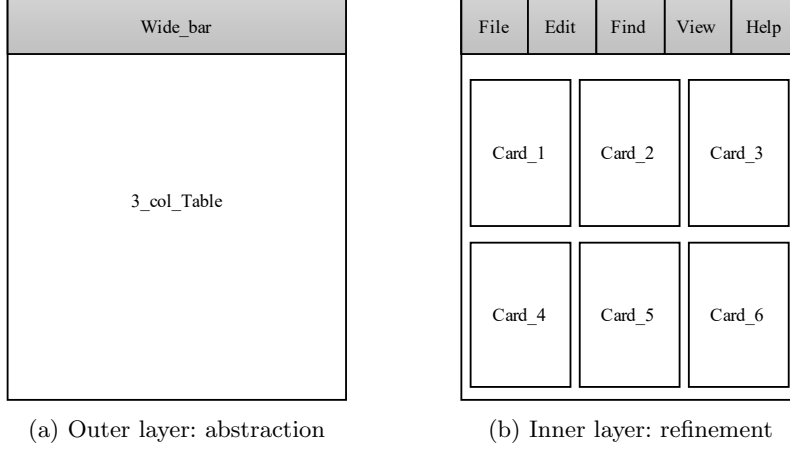 Wide_bar
3_col_Table
(a) Outer layer: abstraction
File Edit Find View Help
Card_1 Card_2 Card_3
Card_4 Card_5 Card_6
(b) Inner layer: refinement